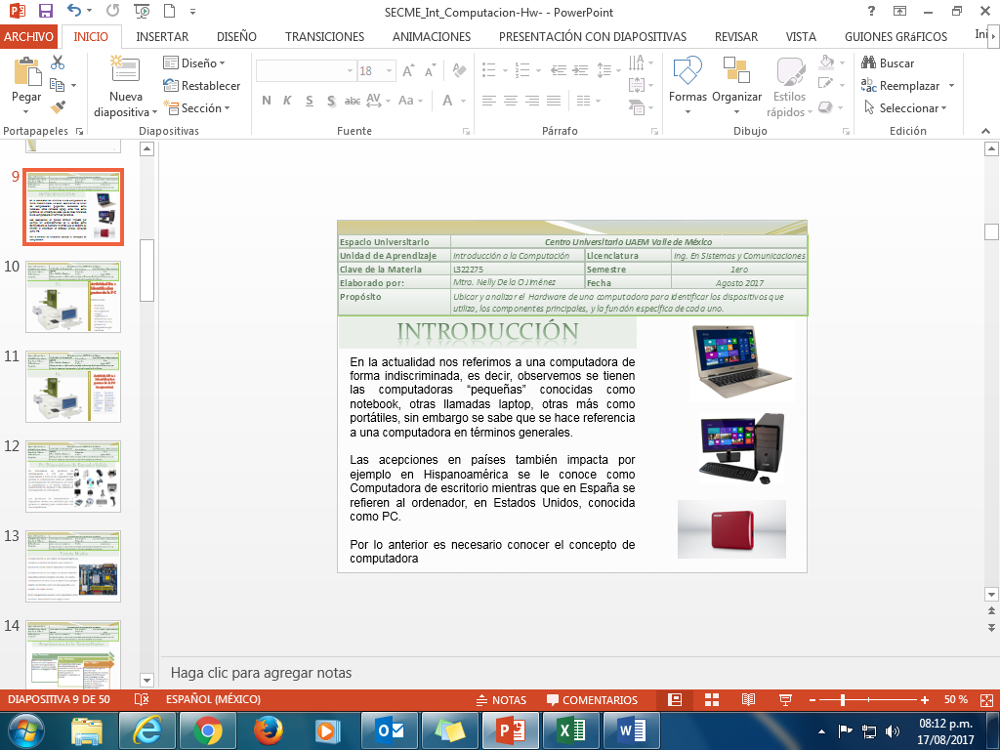 SECME_Int_Computacion-Hw- - PowerPoint
ARCHIVO INICIO INSERTAR DISEÑO TRANSICIONES ANIMACIONES PRESENTACIÓN CON DIAPOSITIVAS REVISAR VISTA GUIONES GRáFICOS Ini
Pegar
Nueva diapositiva
Diseño
Restablecer
Sección
18
N K S S abc AV Aa A
Formas Organizar Estilos rápidos
Buscar
Reemplazar
Seleccionar
Portapapeles Diapositivas Fuente Párrafo Dibujo Edición
9
10
11
12
13
14
Espacio Universitario Centro Universitario UAEM Valle de México
Unidad de Aprendizaje Introducción a la Computación Licenciatura Ing. En Sistemas y Comunicaciones
Clave de la Materia L322275 Semestre 1ero
Elaborado por: Mtra. Nelly De la O Jiménez Fecha Agosto 2017
Propósito Ubicar y analizar el Hardware de una computadora para identificar los dispositivos que
utiliza, los componentes principales, y la función específica de cada uno.
INTRODUCCIÓN
En la actualidad nos referimos a una computadora de
forma indiscriminada, es decir, observemos se tienen
las computadoras “pequeñas” conocidas como
notebook, otras llamadas laptop, otras más como
portátiles, sin embargo se sabe que se hace referencia
a una computadora en términos generales.
Las acepciones en países también impacta por
ejemplo en Hispanoamérica se le conoce como
Computadora de escritorio mientras que en España se
refieren al ordenador, en Estados Unidos, conocida
como PC.
Por lo anterior es necesario conocer el concepto de
computadora
Haga clic para agregar notas
DIAPOSITIVA 9 DE 50 ESPAÑOL (MÉXICO) NOTAS COMENTARIOS 50 %
08:12 p.m.
17/08/2017